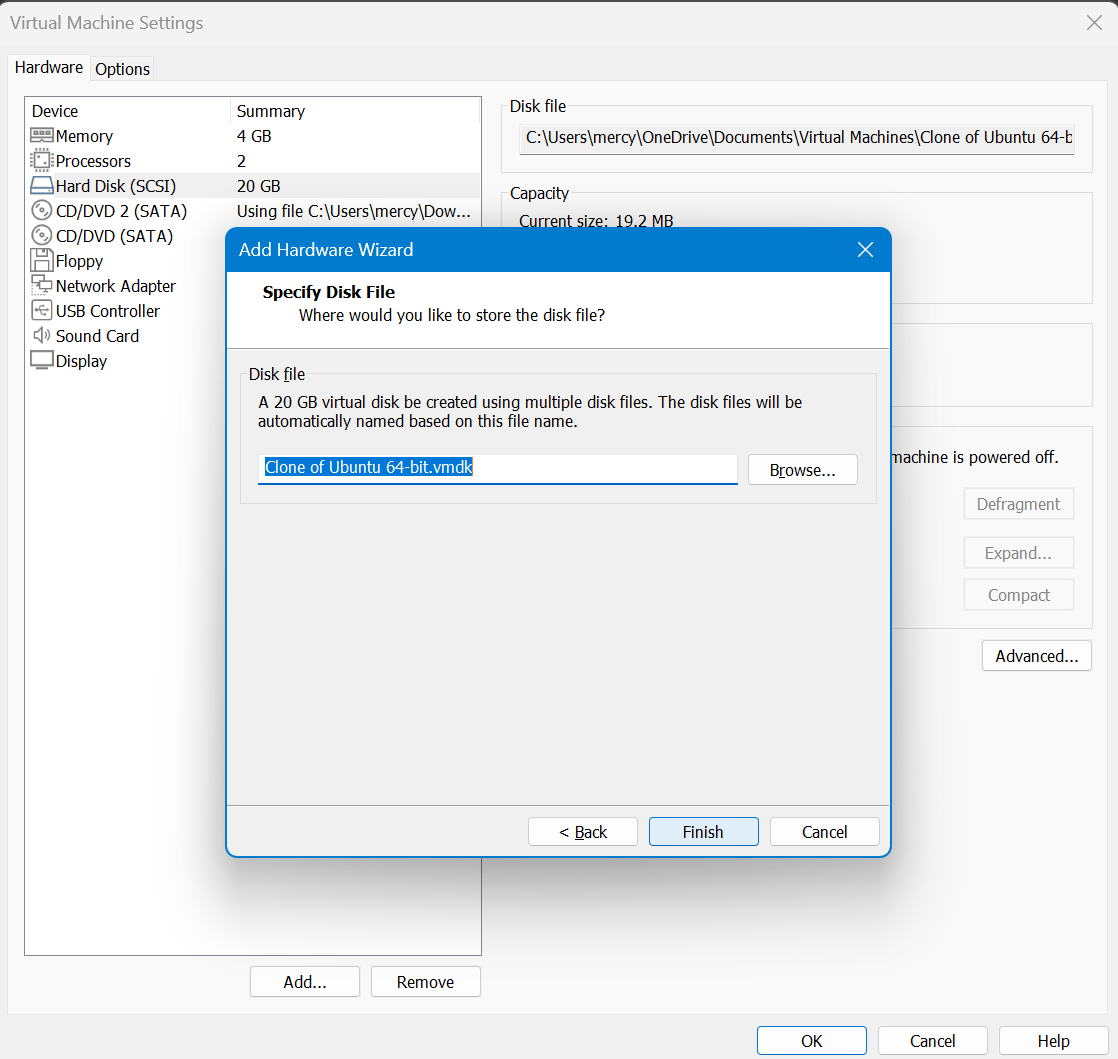 Virtual Machine Settings
Hardware Options
Device Summary
Memory 4 GB
Processors 2
Hard Disk (SCSI) 20 GB
CD/DVD 2 (SATA) Using file C:\Users\mercy\Dow...
CD/DVD (SATA)
Floppy
Network Adapter
USB Controller
Sound Card
Display
Disk file
C:\Users\mercy\OneDrive\Documents\Virtual Machines\Clone of Ubuntu 64-b
Capacity
Current size: 19.2 MB
Add Hardware Wizard
Specify Disk File
Where would you like to store the disk file?
Disk file
A 20 GB virtual disk be created using multiple disk files. The disk files will be
automatically named based on this file name.
Clone of Ubuntu 64-bit.vmdk
Browse...
< Back Finish Cancel
machine is powered off.
Defragment
Expand...
Compact
Advanced...
Add... Remove
OK Cancel Help